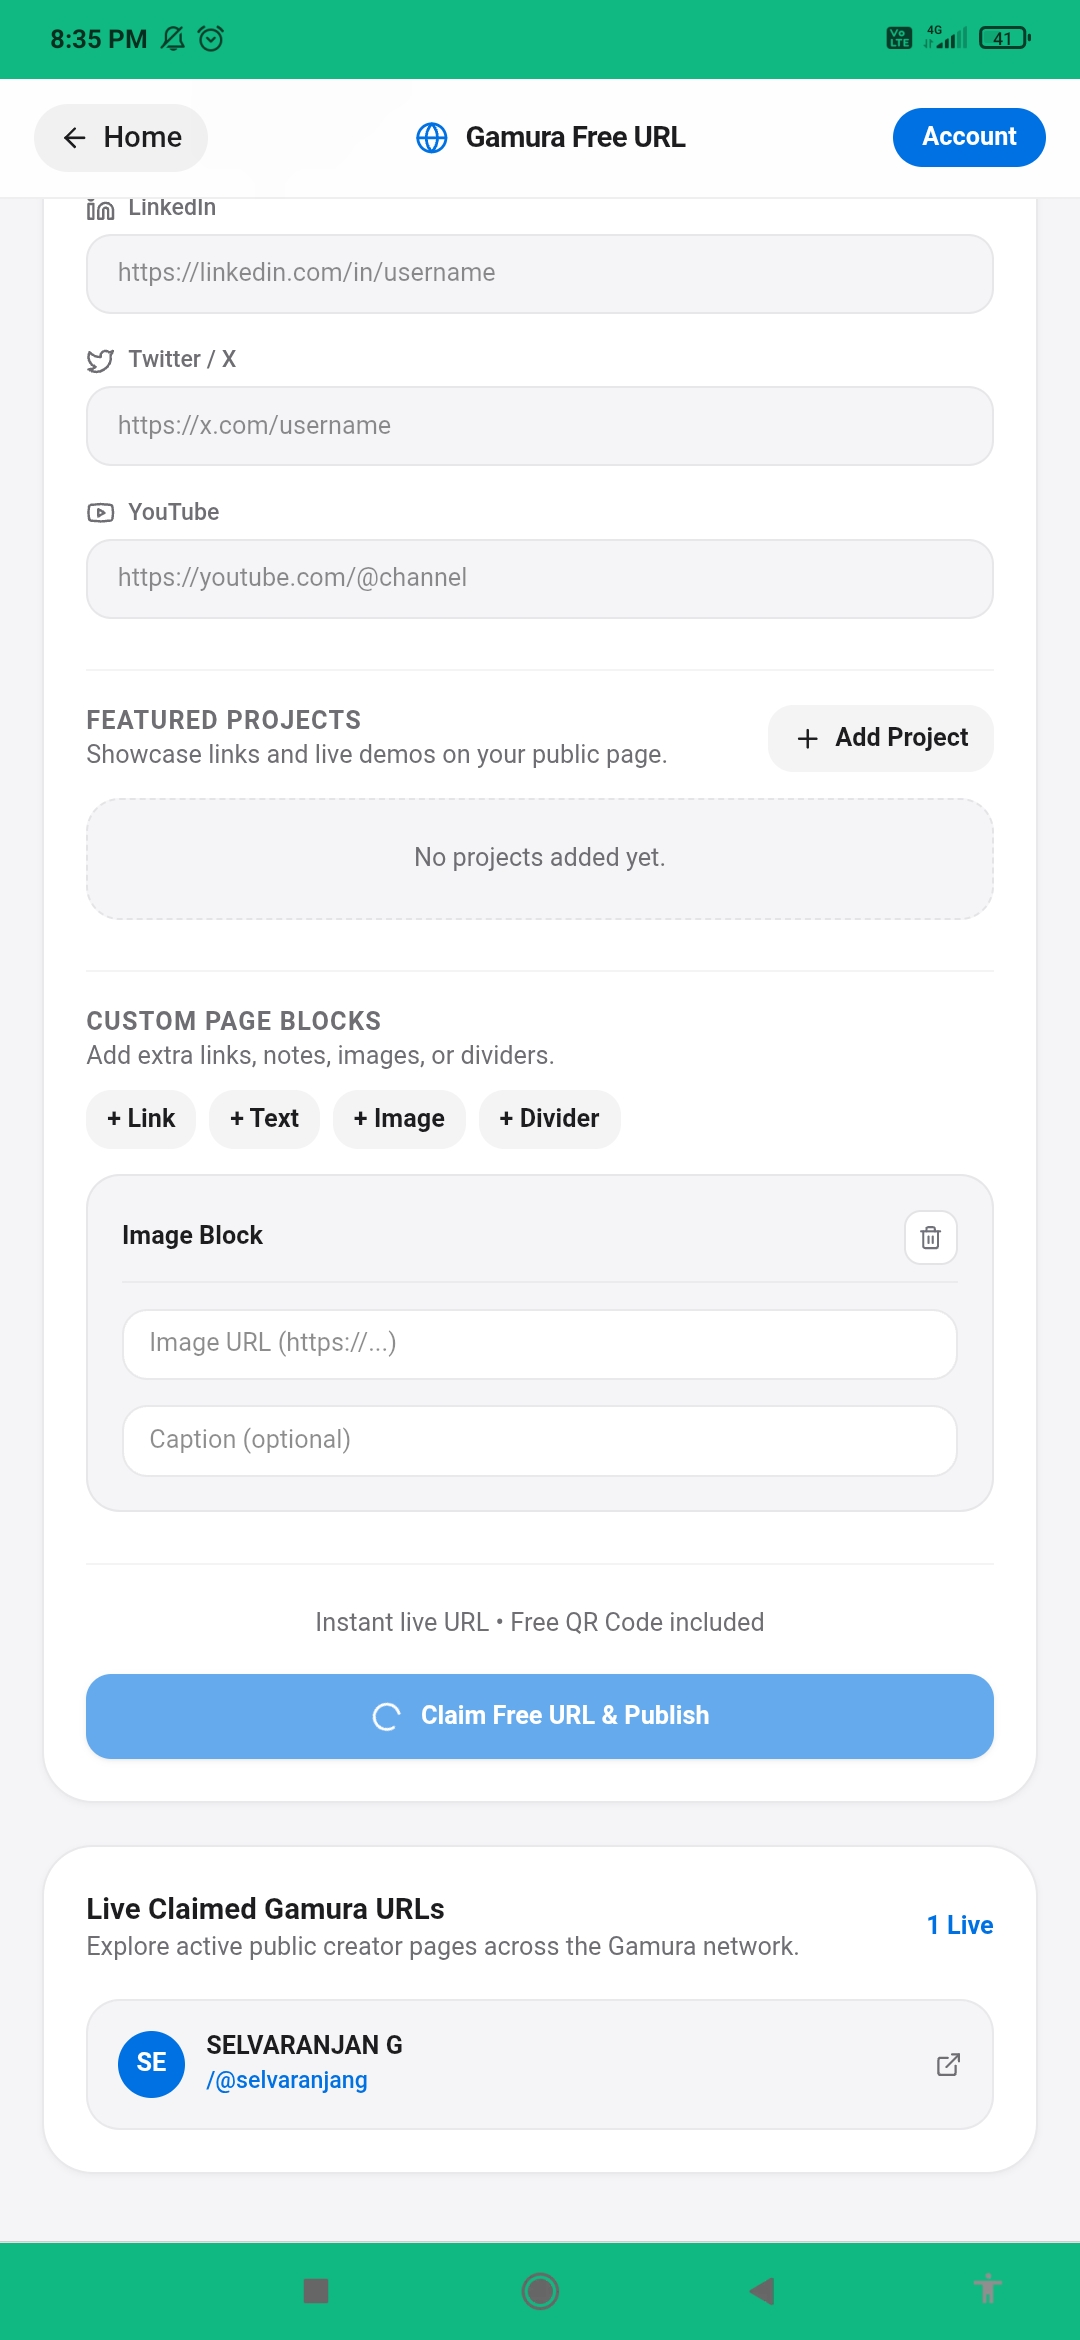 8:35 PM
Vo LTE
4G
41
Home
Gamura Free URL
Account
LinkedIn
https://linkedin.com/in/username
Twitter / X
https://x.com/username
YouTube
https://youtube.com/@channel
FEATURED PROJECTS
Showcase links and live demos on your public page.
+ Add Project
No projects added yet.
CUSTOM PAGE BLOCKS
Add extra links, notes, images, or dividers.
+ Link
+ Text
+ Image
+ Divider
Image Block
Image URL (https://...)
Caption (optional)
Instant live URL • Free QR Code included
Claim Free URL & Publish
Live Claimed Gamura URLs
Explore active public creator pages across the Gamura network.
1 Live
SE
SELVARANJAN G
/@selvaranjang